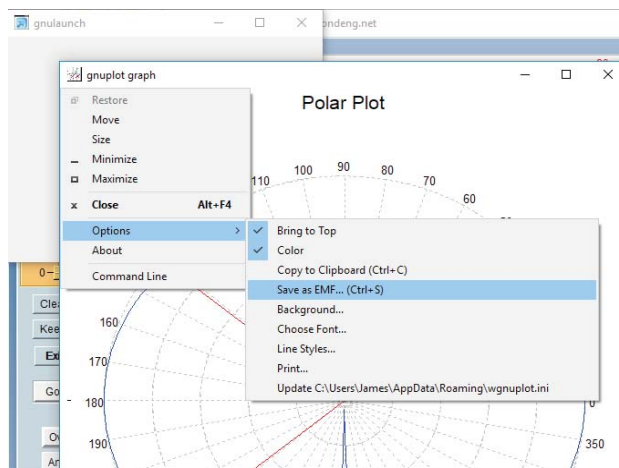 gnulaunch
ondeng.net
gnuplot graph
Polar Plot
Restore
Move
Size
Minimize
Maximize
Close Alt+F4
Options
About
Command Line
Bring to Top
Color
Copy to Clipboard (Ctrl+C)
Save as EMF... (Ctrl+S)
Background...
Choose Font...
Line Styles...
Print...
Update C:\Users\James\AppData\Roaming\wgnuplot.ini
110 100 90 80 70
60
160
170
180
190
0
350
Cle
Kee
Ex
Go
Ov
An